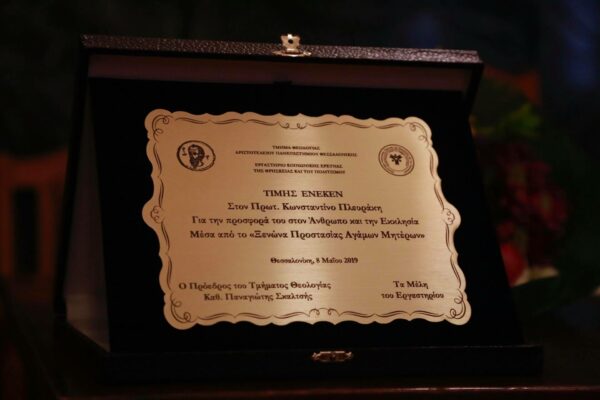 ΤΜΗΜΑ ΘΕΟΛΟΓΙΑΣ
ΑΡΙΣΤΟΤΕΛΕΙΟΥ ΠΑΝΕΠΙΣΤΗΜΙΟΥ ΘΕΣΣΑΛΟΝΙΚΗΣ
ΕΡΓΑΣΤΗΡΙΟ ΚΟΙΝΩΝΙΚΗΣ ΕΡΕΥΝΑΣ
ΤΗΣ ΘΡΗΣΚΕΙΑΣ ΚΑΙ ΤΟΥ ΠΟΛΙΤΙΣΜΟΥ
ΤΙΜΗΣ ΕΝΕΚΕΝ
Στον Πρωτ. Κωνσταντίνο Πλευράκη
Για την προσφορά του στον Άνθρωπο και την Εκκλησία
Μέσα από το «Ξενώνα Προστασίας Αγάμων Μητέρων»
Θεσσαλονίκη, 8 Μαΐου 2019
Ο Πρόεδρος του Τμήματος Θεολογίας
Καθ. Παναγιώτης Σκαλτσής
Τα Μέλη
του Εργαστηρίου